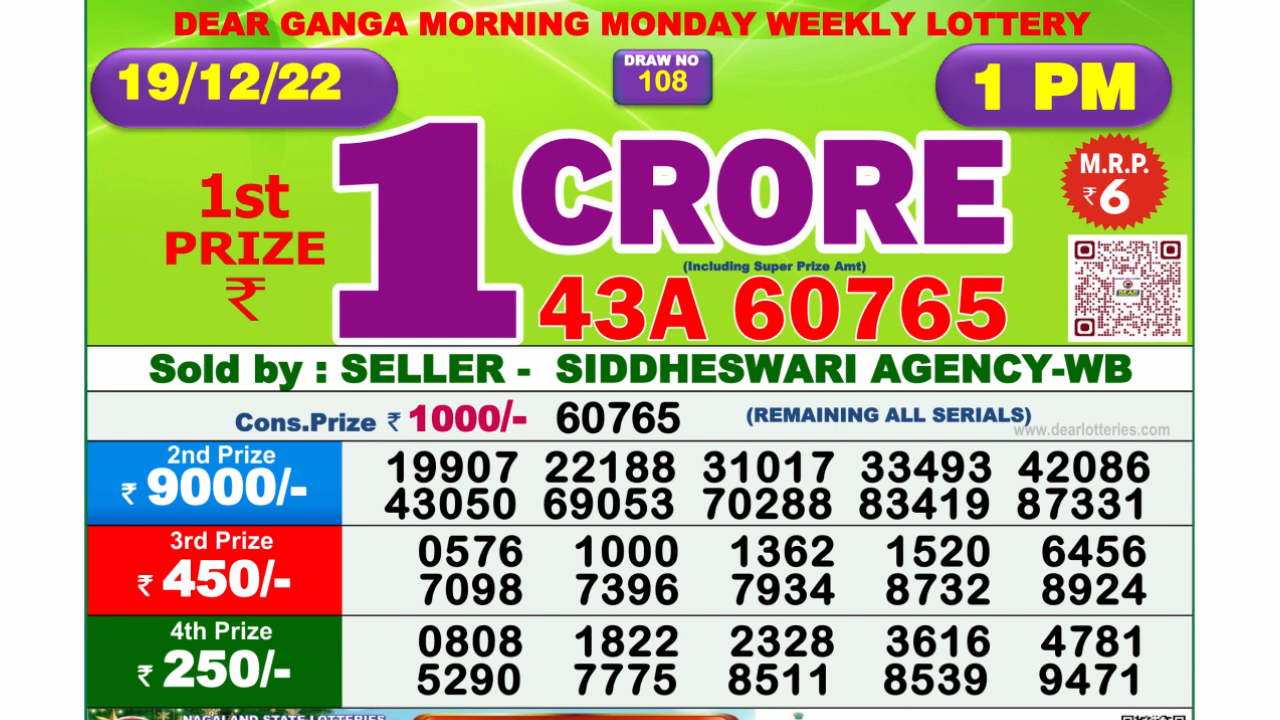 DEAR GANGA MORNING MONDAY WEEKLY LOTTERY
19/12/22
DRAW NO
108
1 PM
1st
PRIZE
₹
1 CRORE
(Including Super Prize Amt)
43A 60765
M.R.P.
₹6
DEAR
Sold by : SELLER - SIDDHESWARI AGENCY-WB
Cons.Prize ₹ 1000/- 60765 (REMAINING ALL SERIALS)
www.dearlotteries.com
2nd Prize
₹ 9000/-
19907 22188 31017 33493 42086
43050 69053 70288 83419 87331
3rd Prize
₹ 450/-
0576 1000 1362 1520 6456
7098 7396 7934 8732 8924
4th Prize
₹ 250/-
0808 1822 2328 3616 4781
5290 7775 8511 8539 9471
NAGALAND STATE LOTTERIES